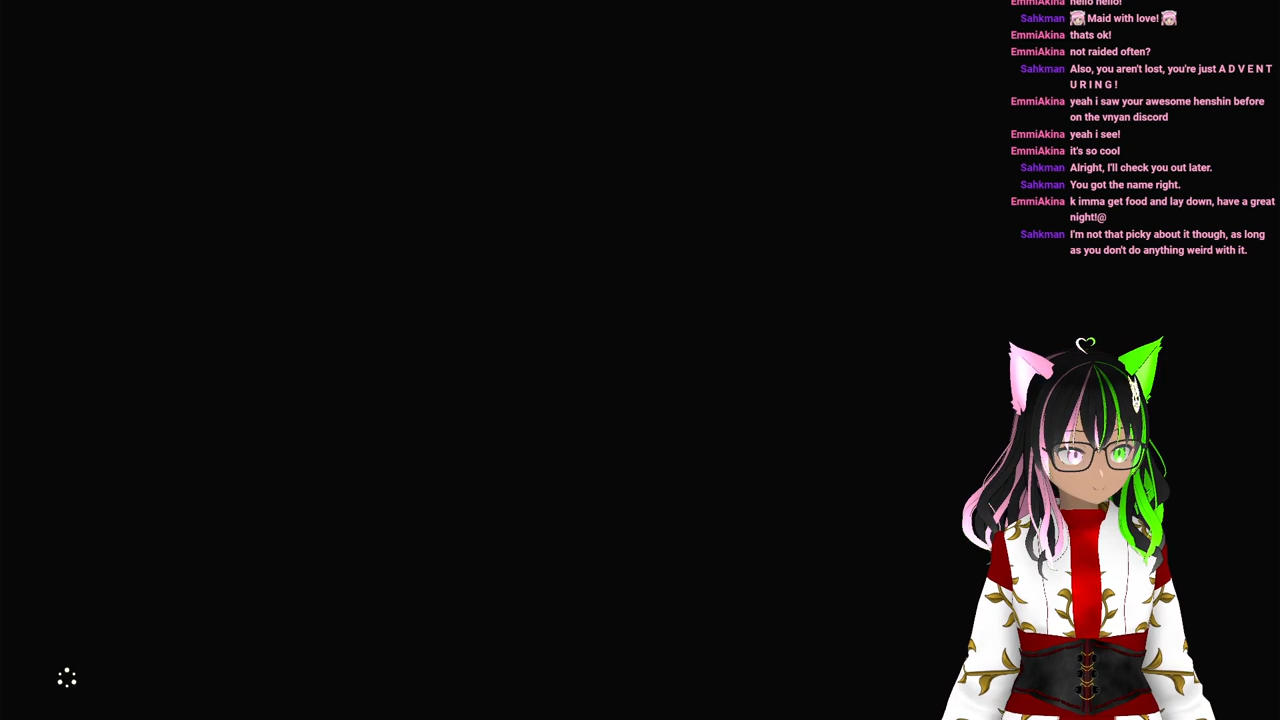 EmmiAkina hello hello!
Sahkman Maid with love!
EmmiAkina thats ok!
EmmiAkina not raided often?
Sahkman Also, you aren't lost, you're just A D V E N T
U R I N G !
EmmiAkina yeah i saw your awesome henshin before
on the vnyan discord
EmmiAkina yeah i see!
EmmiAkina it's so cool
Sahkman Alright, I'll check you out later.
Sahkman You got the name right.
EmmiAkina k imma get food and lay down, have a great
night!@
Sahkman I'm not that picky about it though, as long
as you don't do anything weird with it.